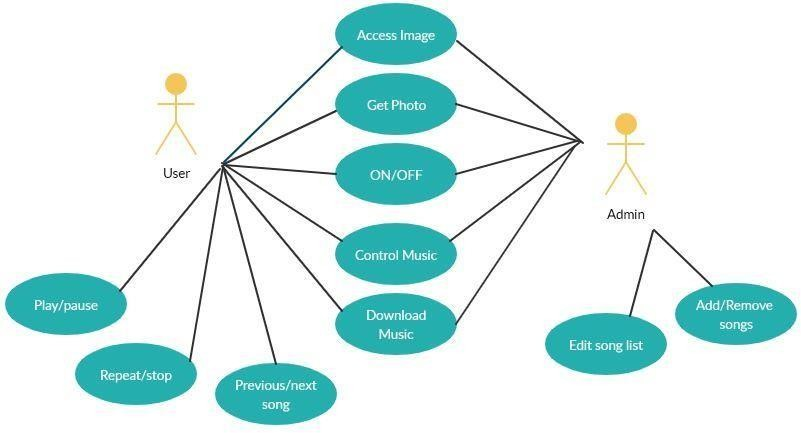 Access Image
Get Photo
User
ON/OFF
Admin
Control Music
Play/pause
Download
Music
Add/Remove
songs
Edit song list
Repeat/stop
Previous/next
song